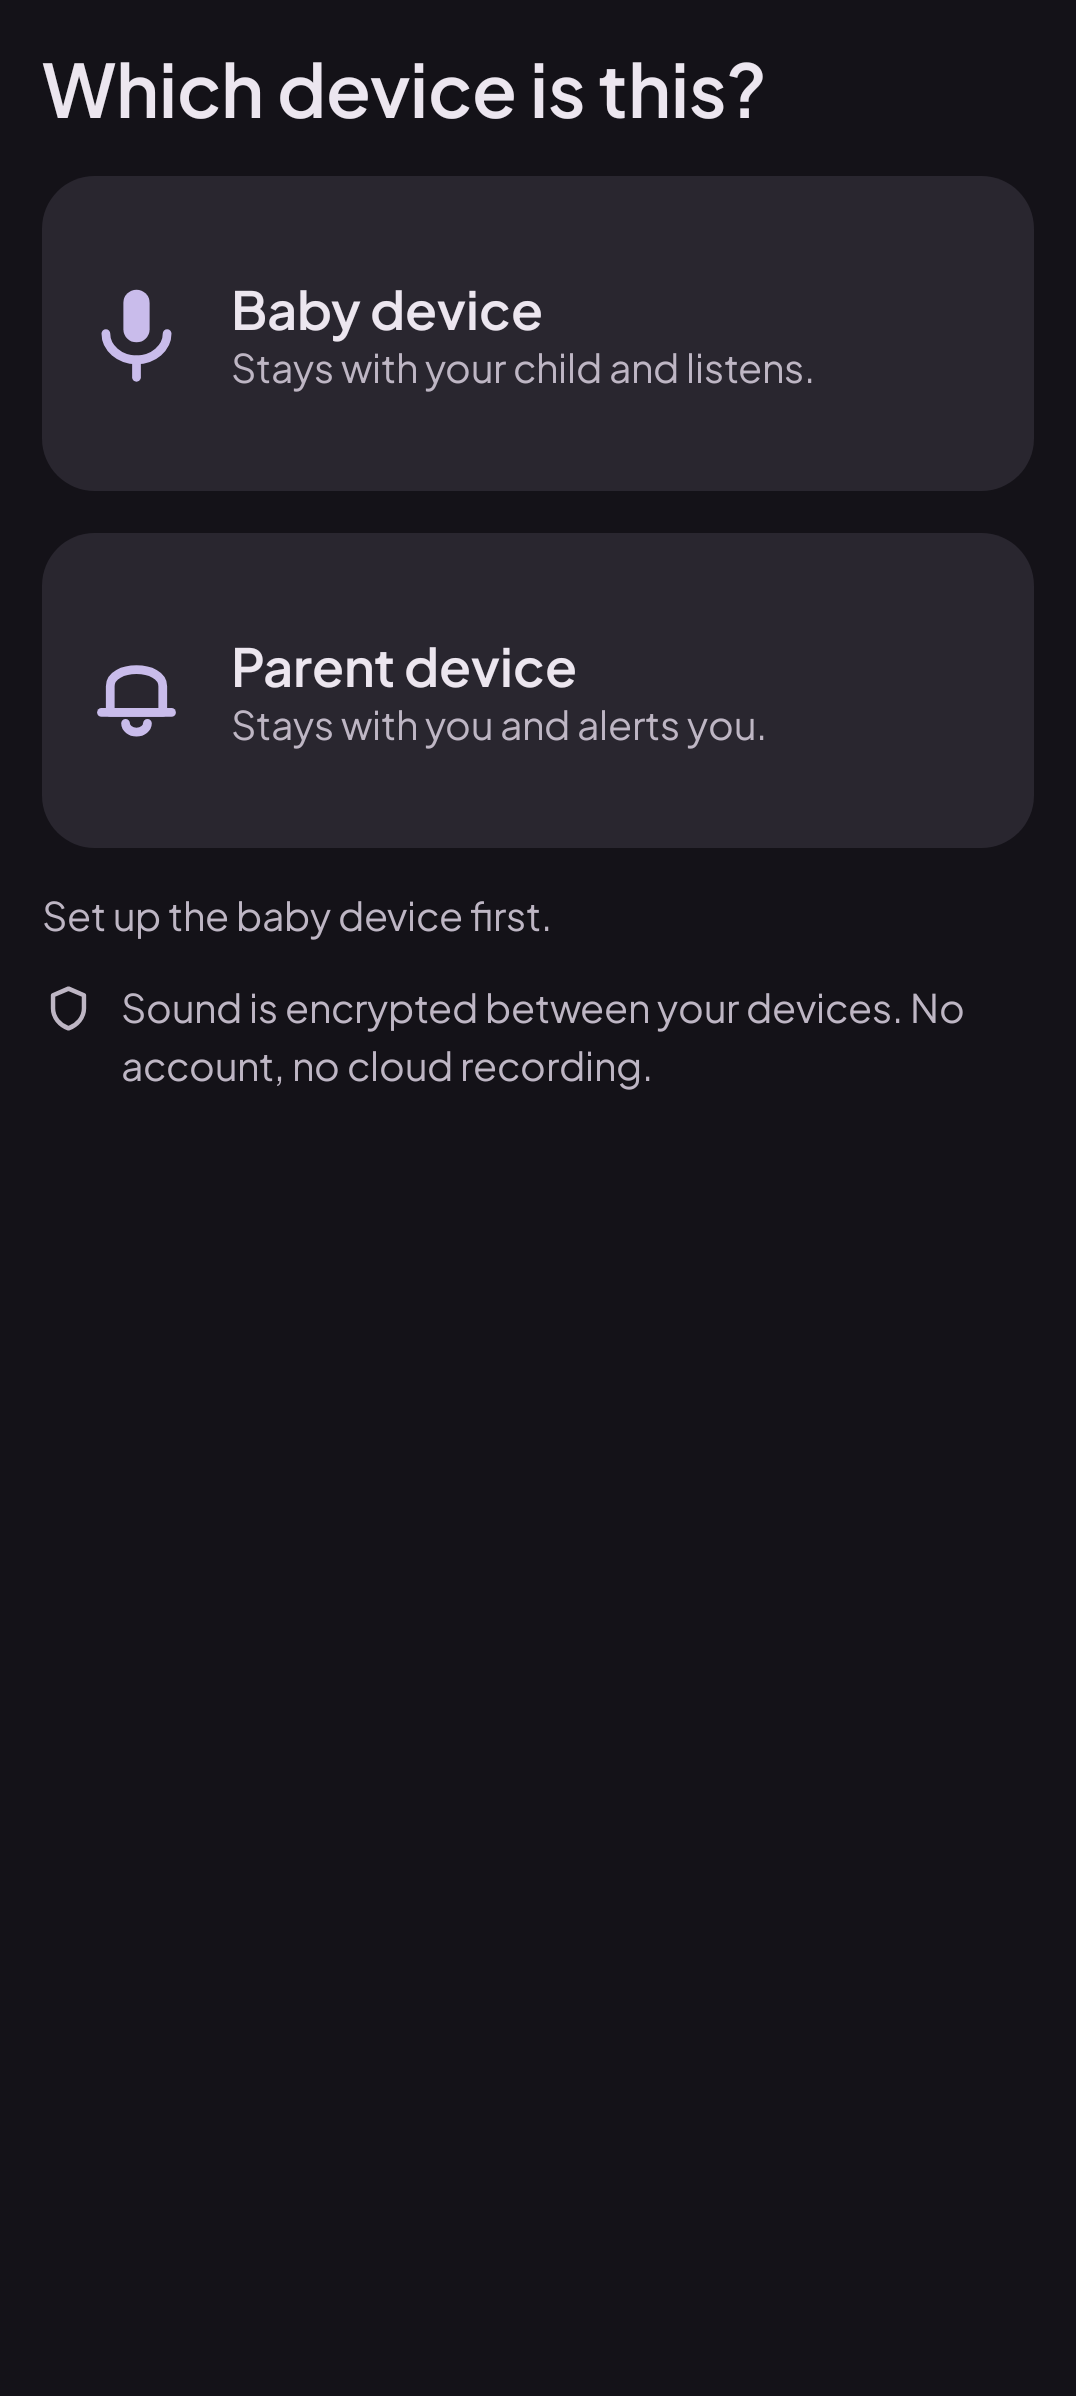 Which device is this?
Baby device
Stays with your child and listens.
Parent device
Stays with you and alerts you.
Set up the baby device first.
Sound is encrypted between your devices. No
account, no cloud recording.